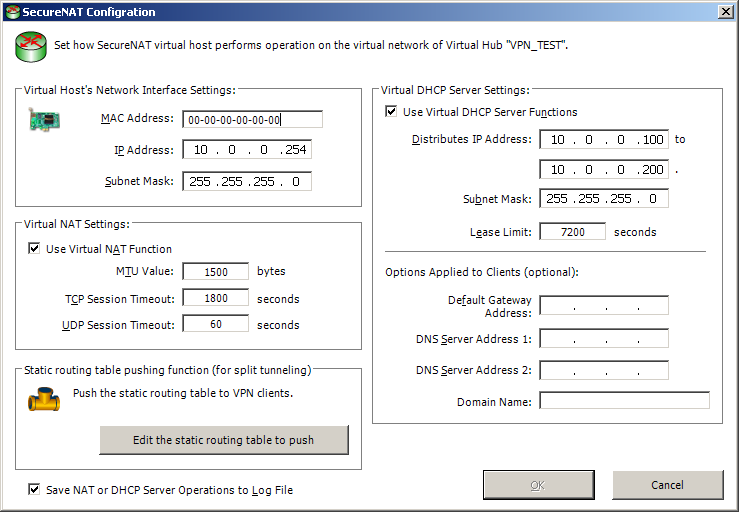 SecureNAT Configration
Set how SecureNAT virtual host performs operation on the virtual network of Virtual Hub "VPN_TEST".
Virtual Host's Network Interface Settings:
MAC Address: 00-00-00-00-00-00
IP Address: 10 . 0 . 0 .254
Subnet Mask: 255 .255 .255 . 0
Virtual NAT Settings:
Use Virtual NAT Function
MTU Value: 1500 bytes
TCP Session Timeout: 1800 seconds
UDP Session Timeout: 60 seconds
Static routing table pushing function (for split tunneling)
Push the static routing table to VPN clients.
Edit the static routing table to push
Save NAT or DHCP Server Operations to Log File
Virtual DHCP Server Settings:
Use Virtual DHCP Server Functions
Distributes IP Address: 10 . 0 . 0 .100 to
10 . 0 . 0 .200 .
Subnet Mask: 255 .255 .255 . 0
Lease Limit: 7200 seconds
Options Applied to Clients (optional):
Default Gateway
Address: . . .
DNS Server Address 1: . . .
DNS Server Address 2: . . .
Domain Name:
OK Cancel